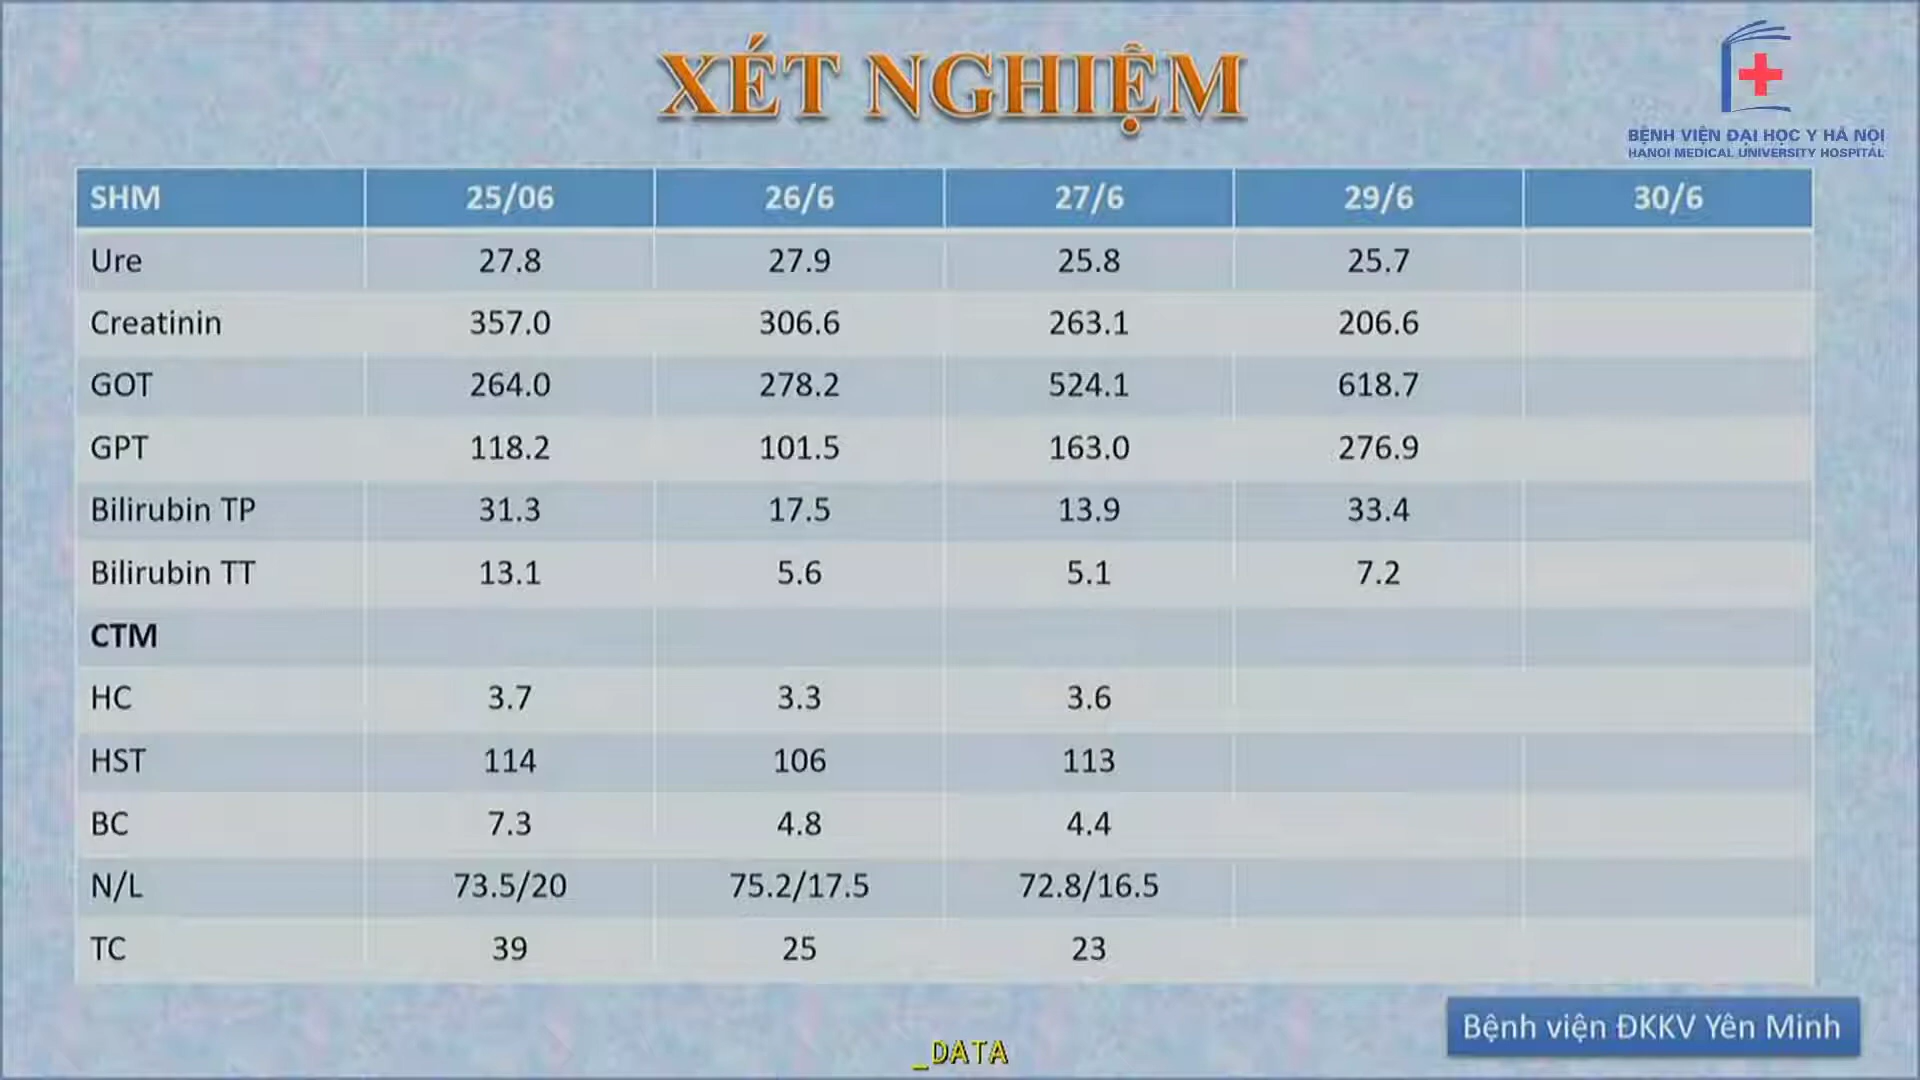 XÉT NGHIỆM
BỆNH VIỆN ĐẠI HỌC Y HÀ NỘI
HANOI MEDICAL UNIVERSITY HOSPITAL
SHM 25/06 26/6 27/6 29/6 30/6
Ure 27.8 27.9 25.8 25.7
Creatinin 357.0 306.6 263.1 206.6
GOT 264.0 278.2 524.1 618.7
GPT 118.2 101.5 163.0 276.9
Bilirubin TP 31.3 17.5 13.9 33.4
Bilirubin TT 13.1 5.6 5.1 7.2
CTM
HC 3.7 3.3 3.6
HST 114 106 113
BC 7.3 4.8 4.4
N/L 73.5/20 75.2/17.5 72.8/16.5
TC 39 25 23
Bệnh viện ĐKKV Yên Minh
_DATA